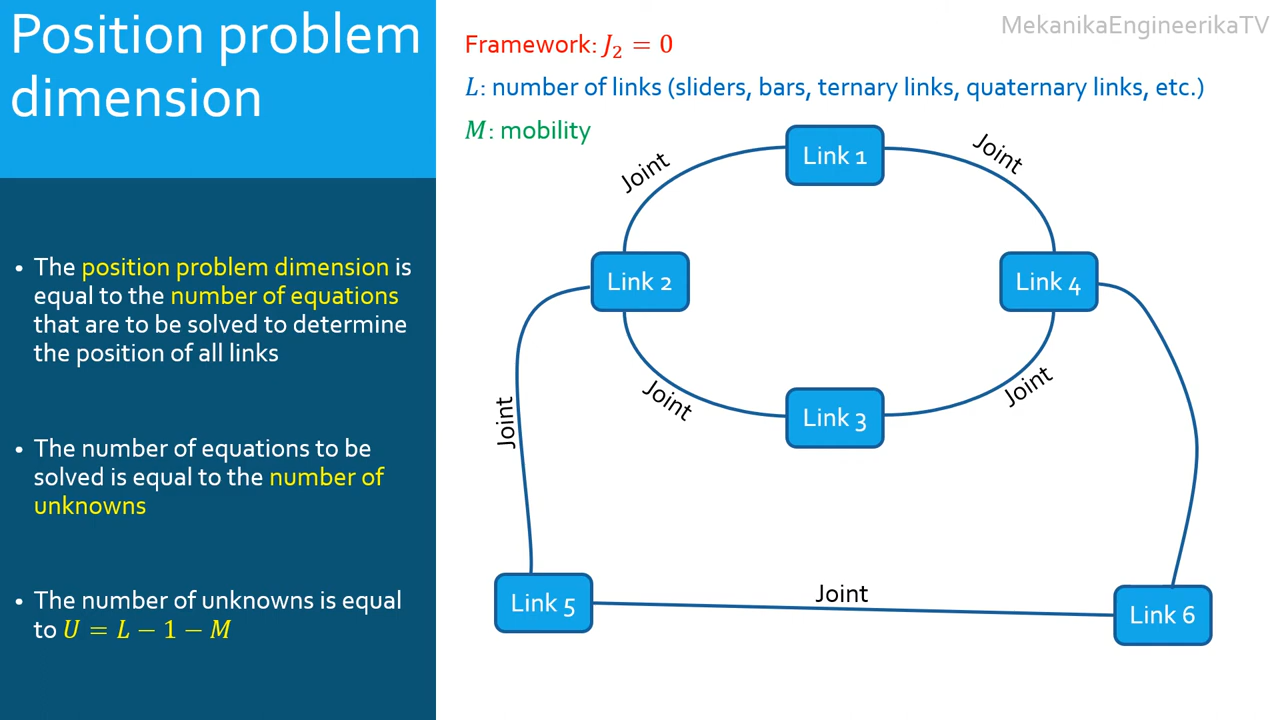 Position problem
dimension
• The position problem dimension is
equal to the number of equations
that are to be solved to determine
the position of all links
• The number of equations to be
solved is equal to the number of
unknowns
• The number of unknowns is equal
to U = L − 1 − M
MekanikaEngineerikaTV
Framework: J₂ = 0
L: number of links (sliders, bars, ternary links, quaternary links, etc.)
M: mobility
Link 1
Joint
Joint
Link 2
Link 4
Joint
Joint
Link 3
Joint
Link 5
Joint
Link 6